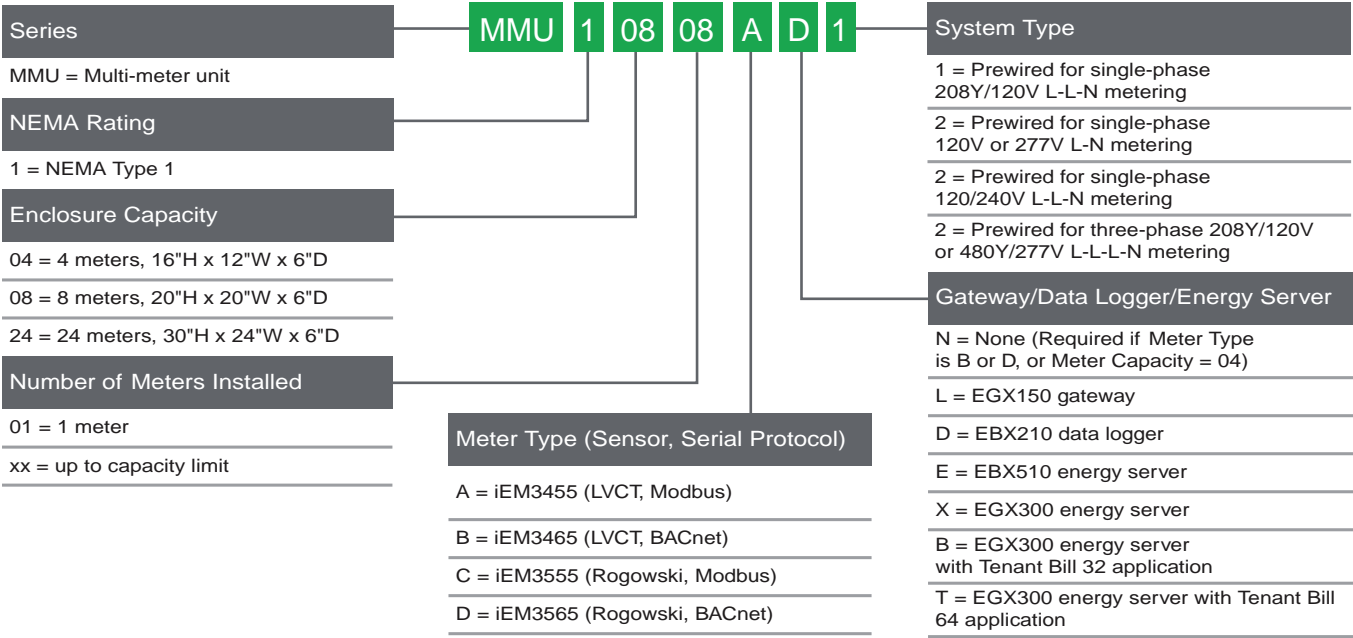 MMU 1 08 08 A D 1
Series
MMU = Multi-meter unit
NEMA Rating
1 = NEMA Type 1
Enclosure Capacity
04 = 4 meters, 16"H x 12"W x 6"D
08 = 8 meters, 20"H x 20"W x 6"D
24 = 24 meters, 30"H x 24"W x 6"D
Number of Meters Installed
01 = 1 meter
xx = up to capacity limit
Meter Type (Sensor, Serial Protocol)
A = iEM3455 (LVCT, Modbus)
B = iEM3465 (LVCT, BACnet)
C = iEM3555 (Rogowski, Modbus)
D = iEM3565 (Rogowski, BACnet)
System Type
1 = Prewired for single-phase
208Y/120V L-L-N metering
2 = Prewired for single-phase
120V or 277V L-N metering
2 = Prewired for single-phase
120/240V L-L-N metering
2 = Prewired for three-phase 208Y/120V
or 480Y/277V L-L-L-N metering
Gateway/Data Logger/Energy Server
N = None (Required if Meter Type
is B or D, or Meter Capacity = 04)
L = EGX150 gateway
D = EBX210 data logger
E = EBX510 energy server
X = EGX300 energy server
B = EGX300 energy server
with Tenant Bill 32 application
T = EGX300 energy server with Tenant Bill
64 application